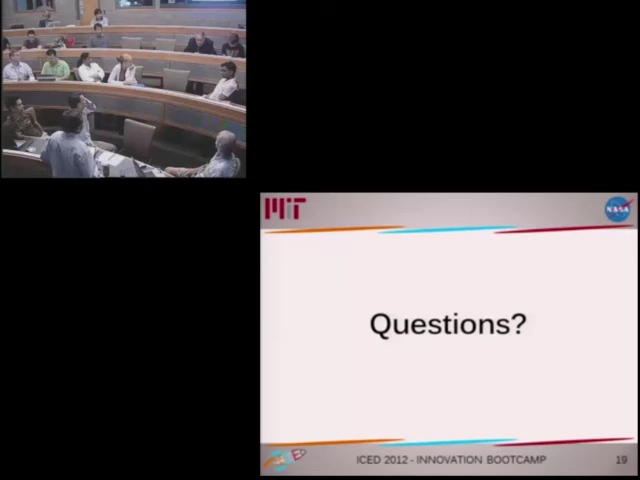 MIT
NASA
Questions?
ICED 2012 - INNOVATION BOOTCAMP
19